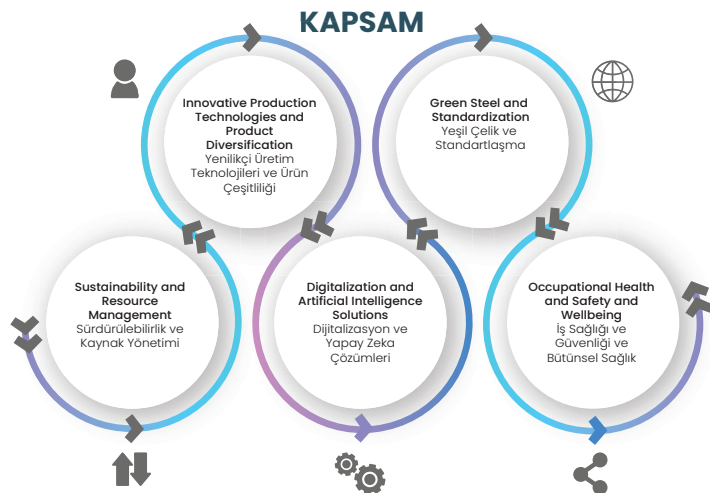 KAPSAM
Innovative Production
Technologies and
Product
Diversification
Yenilikçi Üretim
Teknolojileri ve Ürün
Çeşitliliği
Green Steel and
Standardization
Yeşil Çelik ve
Standartlaşma
Sustainability and
Resource
Management
Sürdürülebilirlik ve
Kaynak Yönetimi
Digitalization and
Artificial Intelligence
Solutions
Dijitalizasyon ve
Yapay Zeka
Çözümleri
Occupational Health
and Safety and
Wellbeing
İş Sağlığı ve
Güvenliği ve
Bütünsel Sağlık